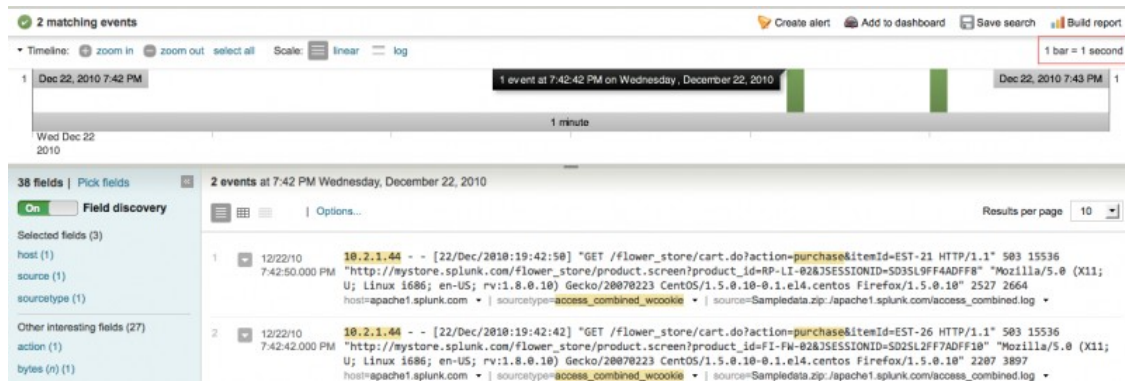 2 matching events
Create alert Add to dashboard Save search Build report
Timeline: zoom in zoom out select all Scale: linear log
1 bar = 1 second
1 Dec 22, 2010 7:42 PM
1 event at 7:42:42 PM on Wednesday, December 22, 2010
Dec 22, 2010 7:43 PM 1
1 minute
Wed Dec 22
2010
38 fields | Pick fields
On Field discovery
Selected fields (3)
host (1)
source (1)
sourcetype (1)
Other interesting fields (27)
action (1)
bytes (n) (1)
2 events at 7:42 PM Wednesday, December 22, 2010
| Options...
Results per page 10
1 12/22/10 10.2.1.44 - - [22/Dec/2010:19:42:50] "GET /flower_store/cart.do?action=purchase&itemId=EST-21 HTTP/1.1" 503 15536
7:42:50.000 PM "http://mystore.splunk.com/flower_store/product.screen?product_id=RP-LI-02&JSESSIONID=SD3SL9FF4ADFF8" "Mozilla/5.0 (X11;
U; Linux i686; en-US; rv:1.8.0.10) Gecko/20070223 CentOS/1.5.0.10-0.1.el4.centos Firefox/1.5.0.10" 2527 2664
host=apache1.splunk.com | sourcetype=access_combined_wcookie | source=Sampledata.zip:/apache1.splunk.com/access_combined.log
2 12/22/10 10.2.1.44 - - [22/Dec/2010:19:42:42] "GET /flower_store/cart.do?action=purchase&itemId=EST-26 HTTP/1.1" 503 15536
7:42:42.000 PM "http://mystore.splunk.com/flower_store/product.screen?product_id=FI-FW-02&JSESSIONID=SD2SL2FF7ADFF10" "Mozilla/5.0 (X11;
U; Linux i686; en-US; rv:1.8.0.10) Gecko/20070223 CentOS/1.5.0.10-0.1.el4.centos Firefox/1.5.0.10" 2207 3897
host=apache1.splunk.com | sourcetype=access_combined_wcookie | source=Sampledata.zip:/apache1.splunk.com/access_combined.log